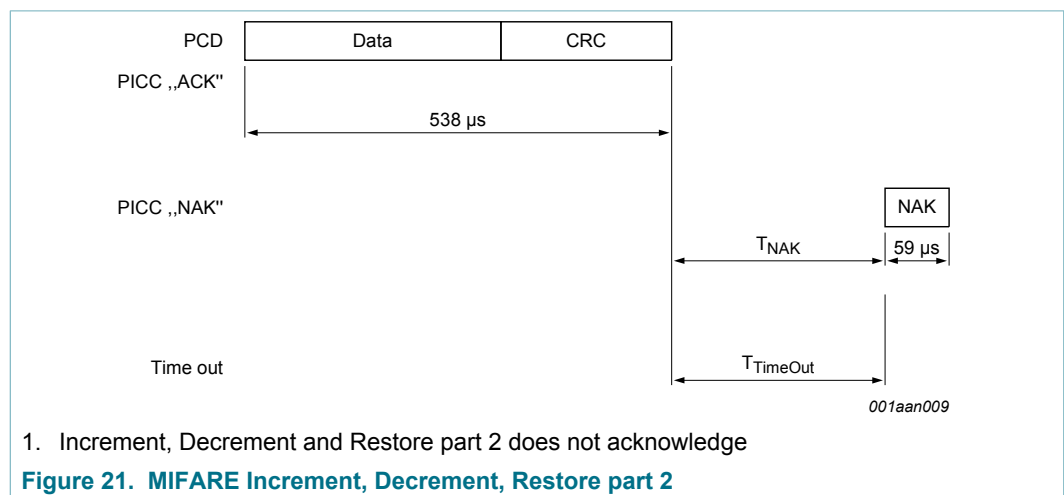 PCD Data CRC
PICC ,,ACK"
538 µs
PICC ,,NAK" NAK
TNAK 59 µs
Time out TTimeOut
001aan009
1. Increment, Decrement and Restore part 2 does not acknowledge
Figure 21. MIFARE Increment, Decrement, Restore part 2